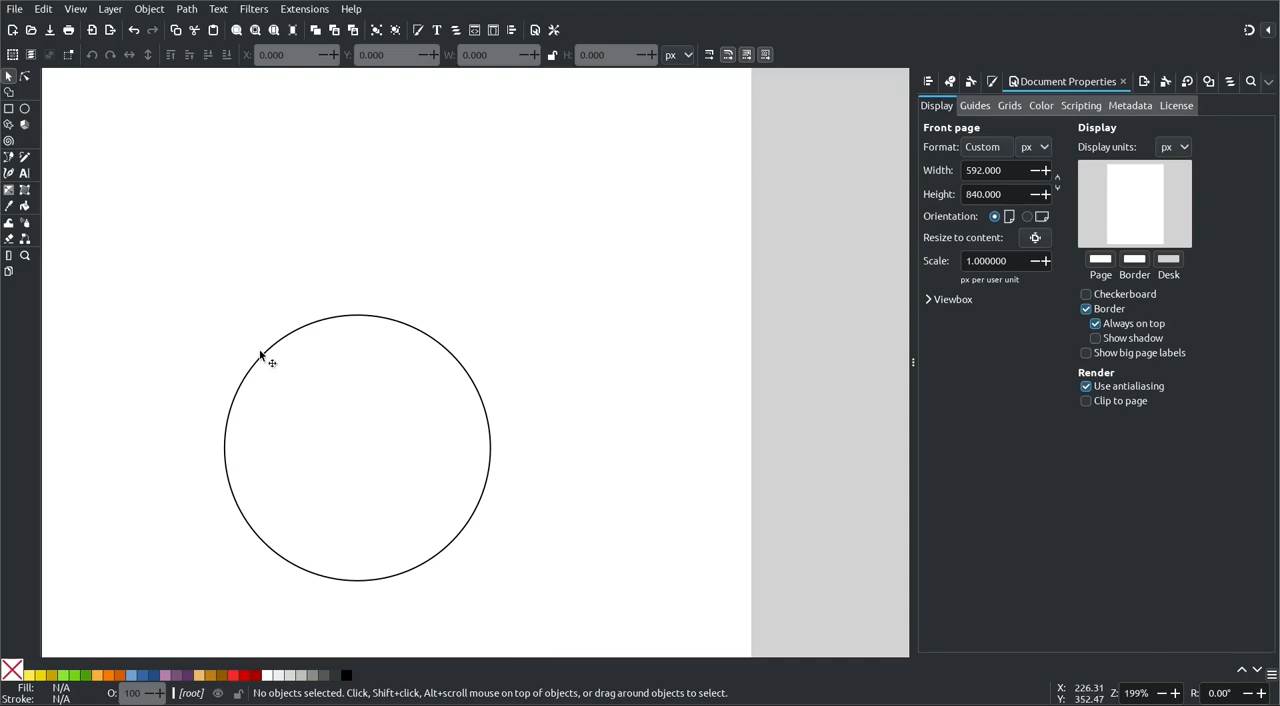 File Edit View Layer Object Path Text Filters Extensions Help
X: 0.000 Y: 0.000 W: 0.000 H: 0.000 px
Document Properties
Display Guides Grids Color Scripting Metadata License
Front page
Format: Custom px
Width: 592.000
Height: 840.000
Orientation:
Resize to content:
Scale: 1.000000
px per user unit
Viewbox
Display
Display units: px
Page Border Desk
Checkerboard
Border
Always on top
Show shadow
Show big page labels
Render
Use antialiasing
Clip to page
Fill: N/A
Stroke: N/A
O: 100
[root]
No objects selected. Click, Shift+click, Alt+scroll mouse on top of objects, or drag around objects to select.
X: 226.31
Y: 352.47
Z: 199%
R: 0.00°